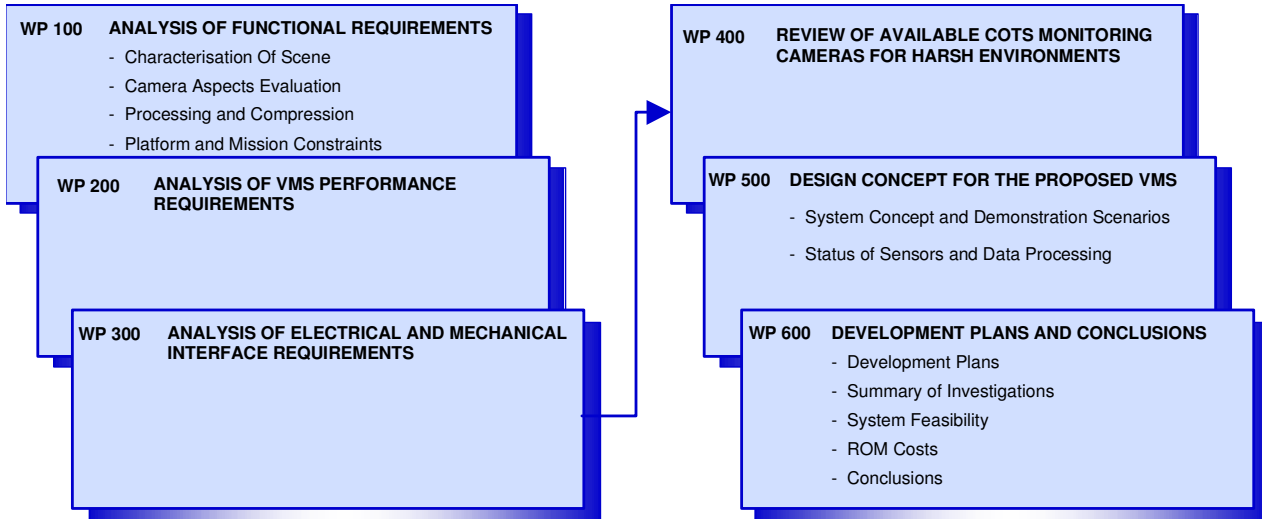 WP 100 ANALYSIS OF FUNCTIONAL REQUIREMENTS
- Characterisation Of Scene
- Camera Aspects Evaluation
- Processing and Compression
- Platform and Mission Constraints
WP 200 ANALYSIS OF VMS PERFORMANCE
REQUIREMENTS
WP 300 ANALYSIS OF ELECTRICAL AND MECHANICAL
INTERFACE REQUIREMENTS
WP 400 REVIEW OF AVAILABLE COTS MONITORING
CAMERAS FOR HARSH ENVIRONMENTS
WP 500 DESIGN CONCEPT FOR THE PROPOSED VMS
- System Concept and Demonstration Scenarios
- Status of Sensors and Data Processing
WP 600 DEVELOPMENT PLANS AND CONCLUSIONS
- Development Plans
- Summary of Investigations
- System Feasibility
- ROM Costs
- Conclusions